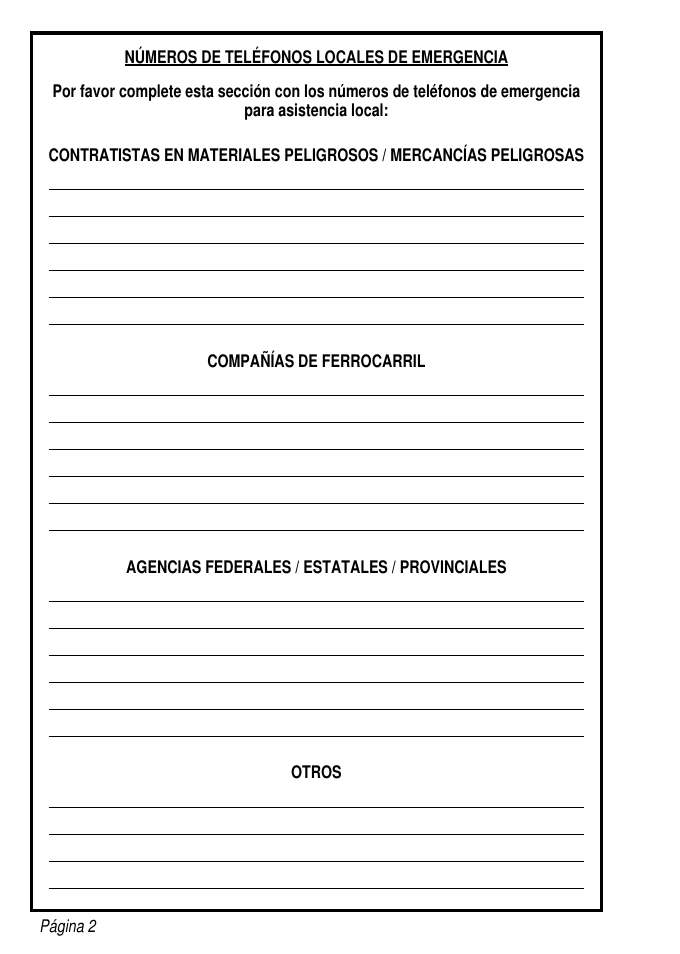 NÚMEROS DE TELÉFONOS LOCALES DE EMERGENCIA
Por favor complete esta sección con los números de teléfonos de emergencia
para asistencia local:
CONTRATISTAS EN MATERIALES PELIGROSOS / MERCANCÍAS PELIGROSAS
COMPAÑÍAS DE FERROCARRIL
AGENCIAS FEDERALES / ESTATALES / PROVINCIALES
OTROS
Página 2